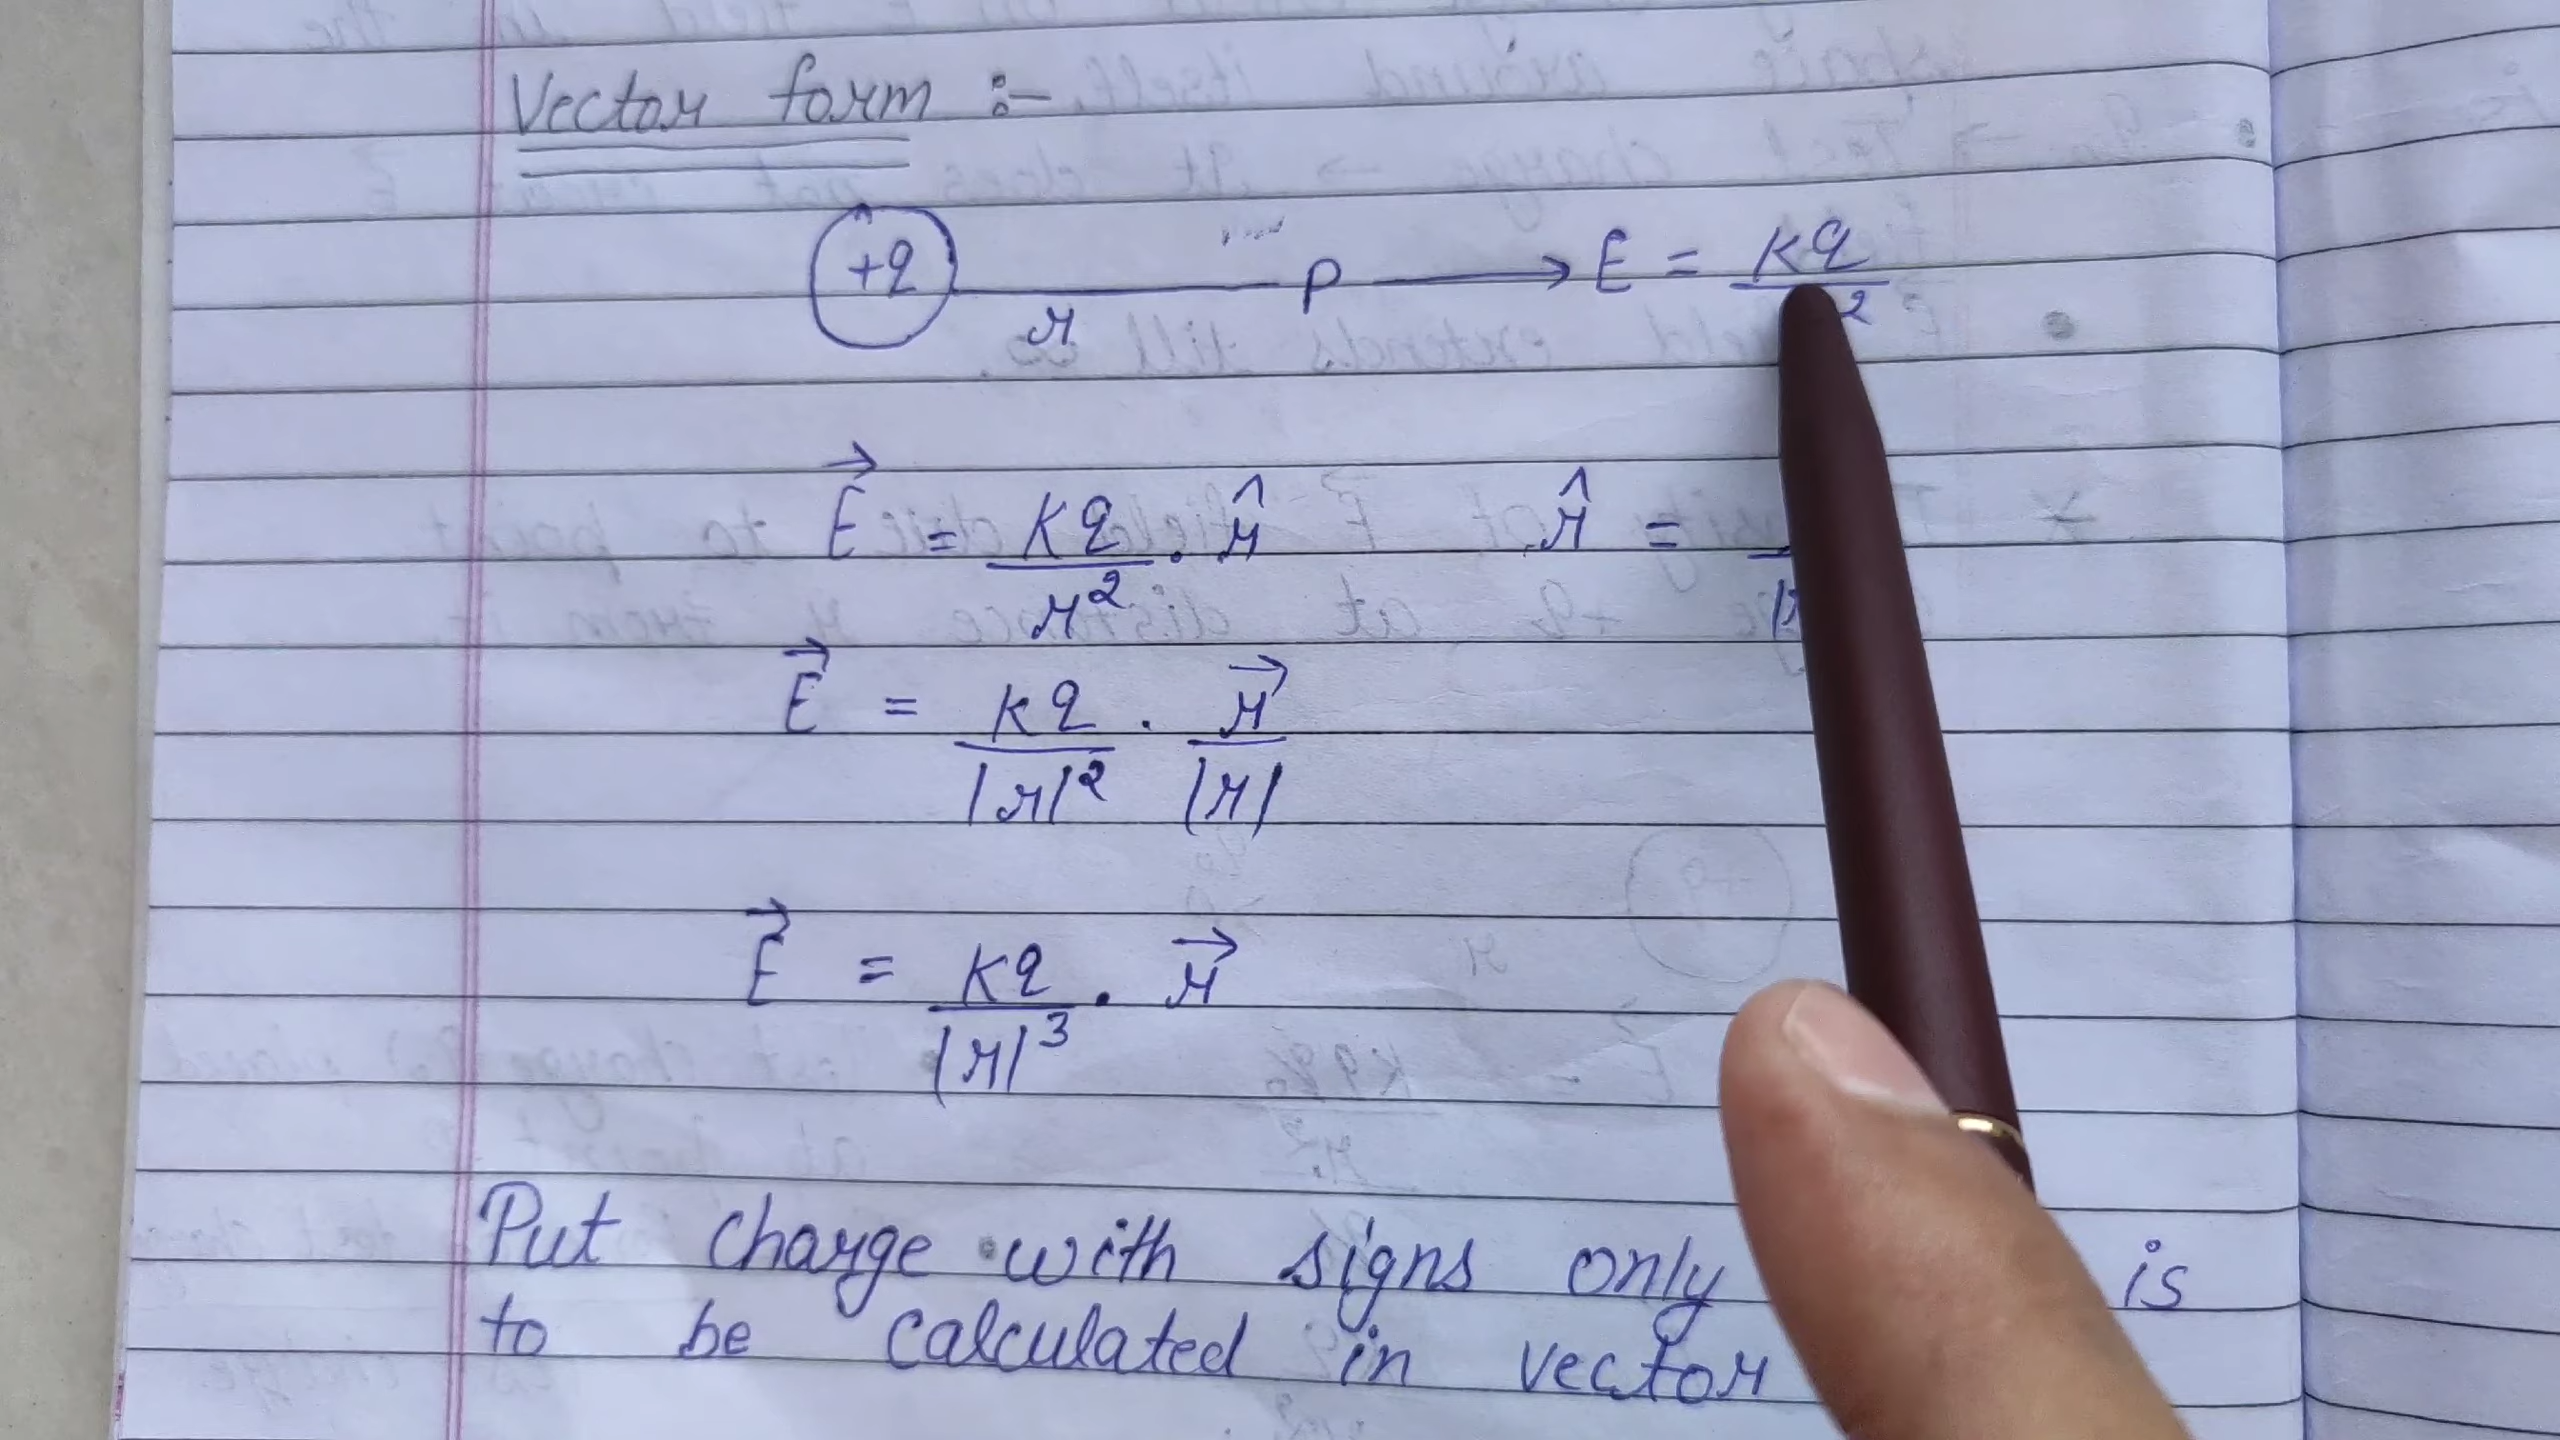 Vector form :-
+q r P → E = kq/ ²
E⃗ = Kq/r² . r̂ r̂ =
E⃗ = kq/|r|² . r⃗/|r|
E⃗ = kq/|r|³ . r⃗
Put charge with signs only is
to be calculated in vector